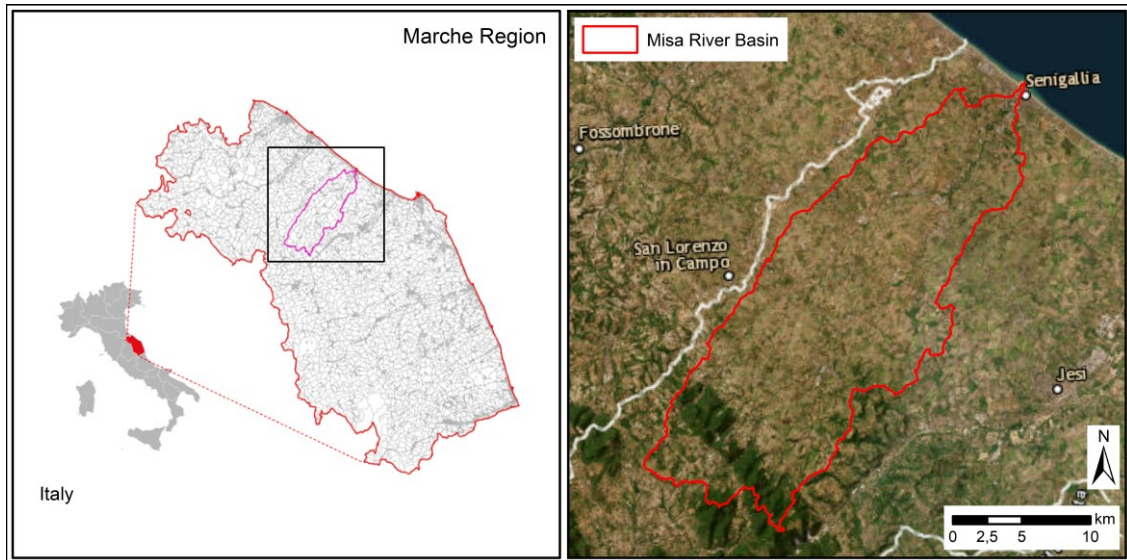 Marche Region
Italy
Misa River Basin
Senigallia
Fossombrone
San Lorenzo
in Campo
Jesi
N
km
0 2,5 5 10